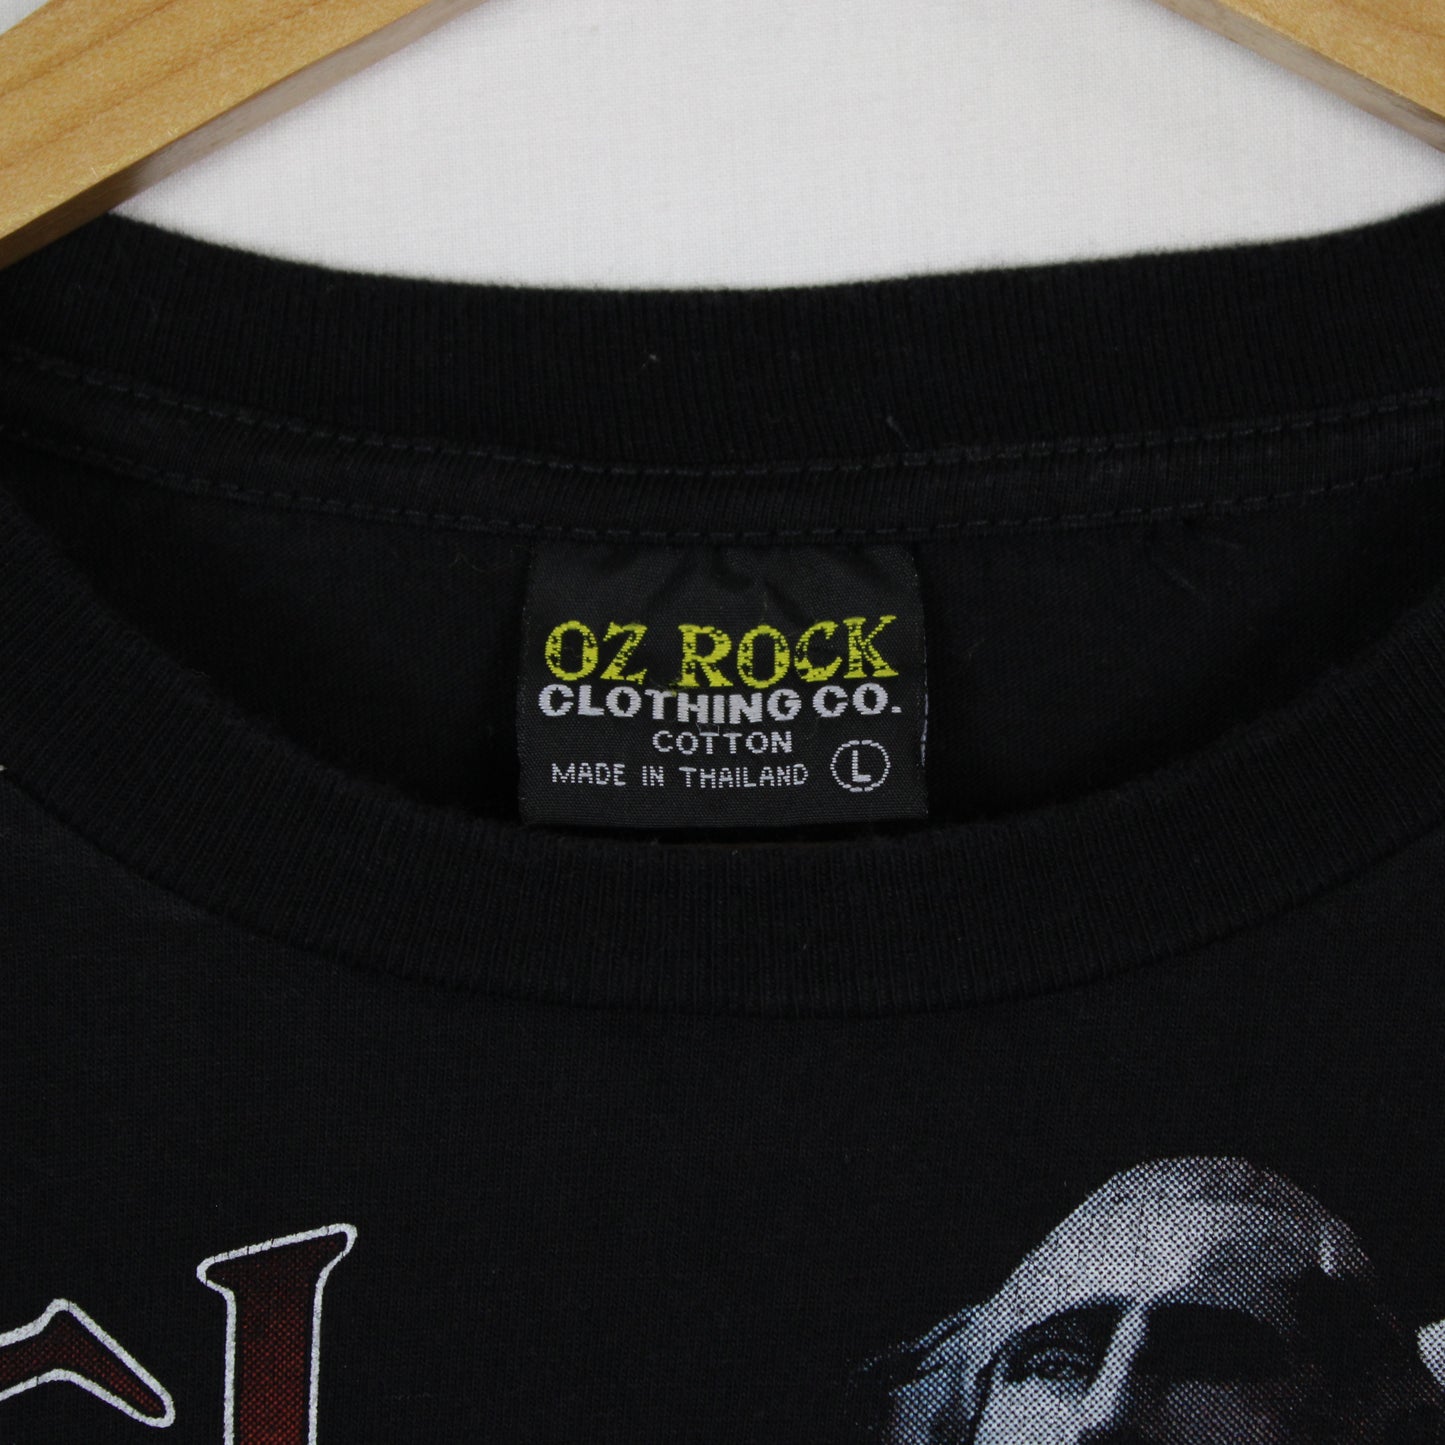 OZ ROCK
CLOTHING CO.
COTTON
MADE IN THAILAND L